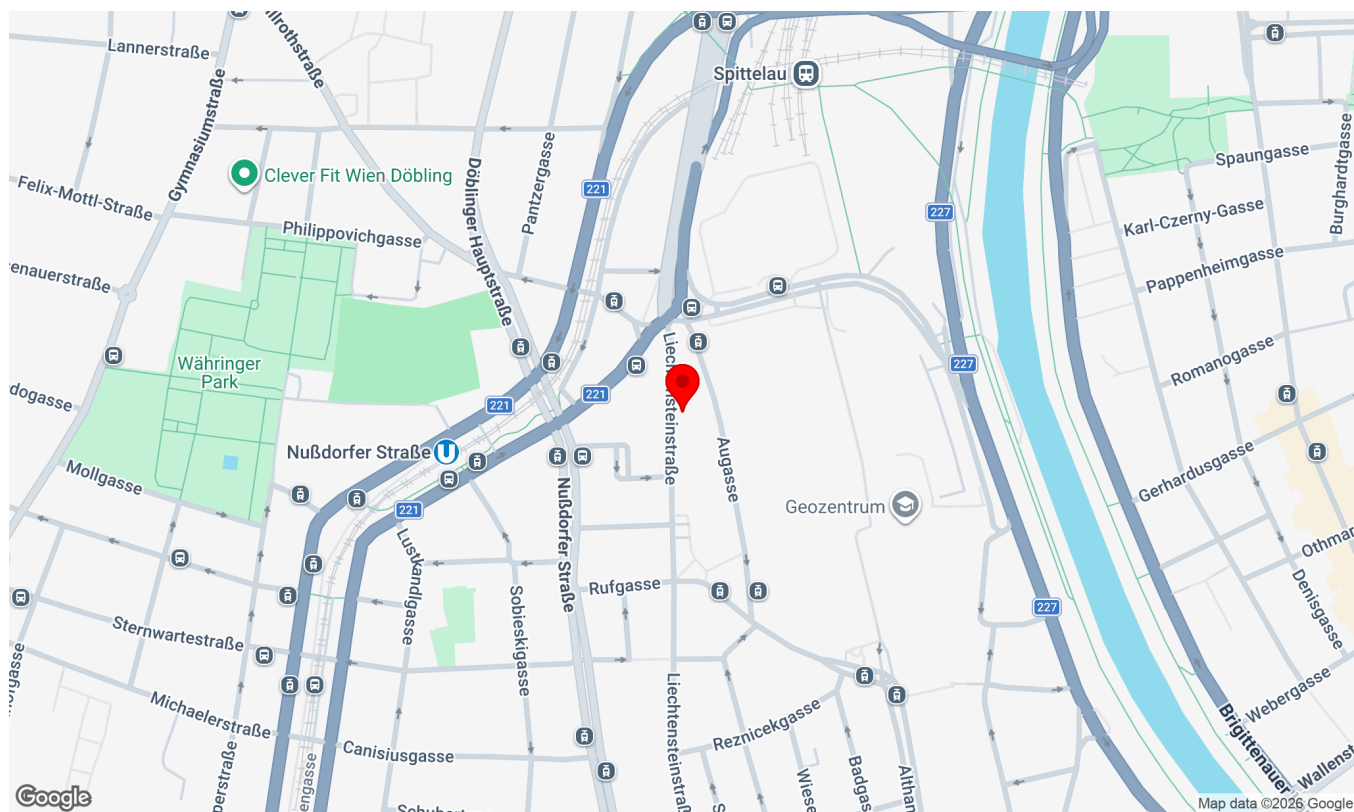 Lannerstraße
Gymnasiumstraße
Spittelau
Clever Fit Wien Döbling
Döblinger Hauptstraße
Pantzergasse
221
227
Spaungasse
Burghardtgasse
Felix-Mottl-Straße
Philippovichgasse
Karl-Czerny-Gasse
Pappenheimgasse
Währinger
Park
Liechtensteinstraße
Romanogasse
227
221
221
Nußdorfer Straße
U
Augasse
Mollgasse
Gerhardusgasse
Geozentrum
221
Nußdorfer Straße
Lustkandlgasse
Sobieskigasse
Rufgasse
Denisgasse
227
Sternwartestraße
Michaelerstraße
Canisiusgasse
Liechtensteinstraße
Reznicekgasse
Webergasse
Google
Map data ©2026 Google